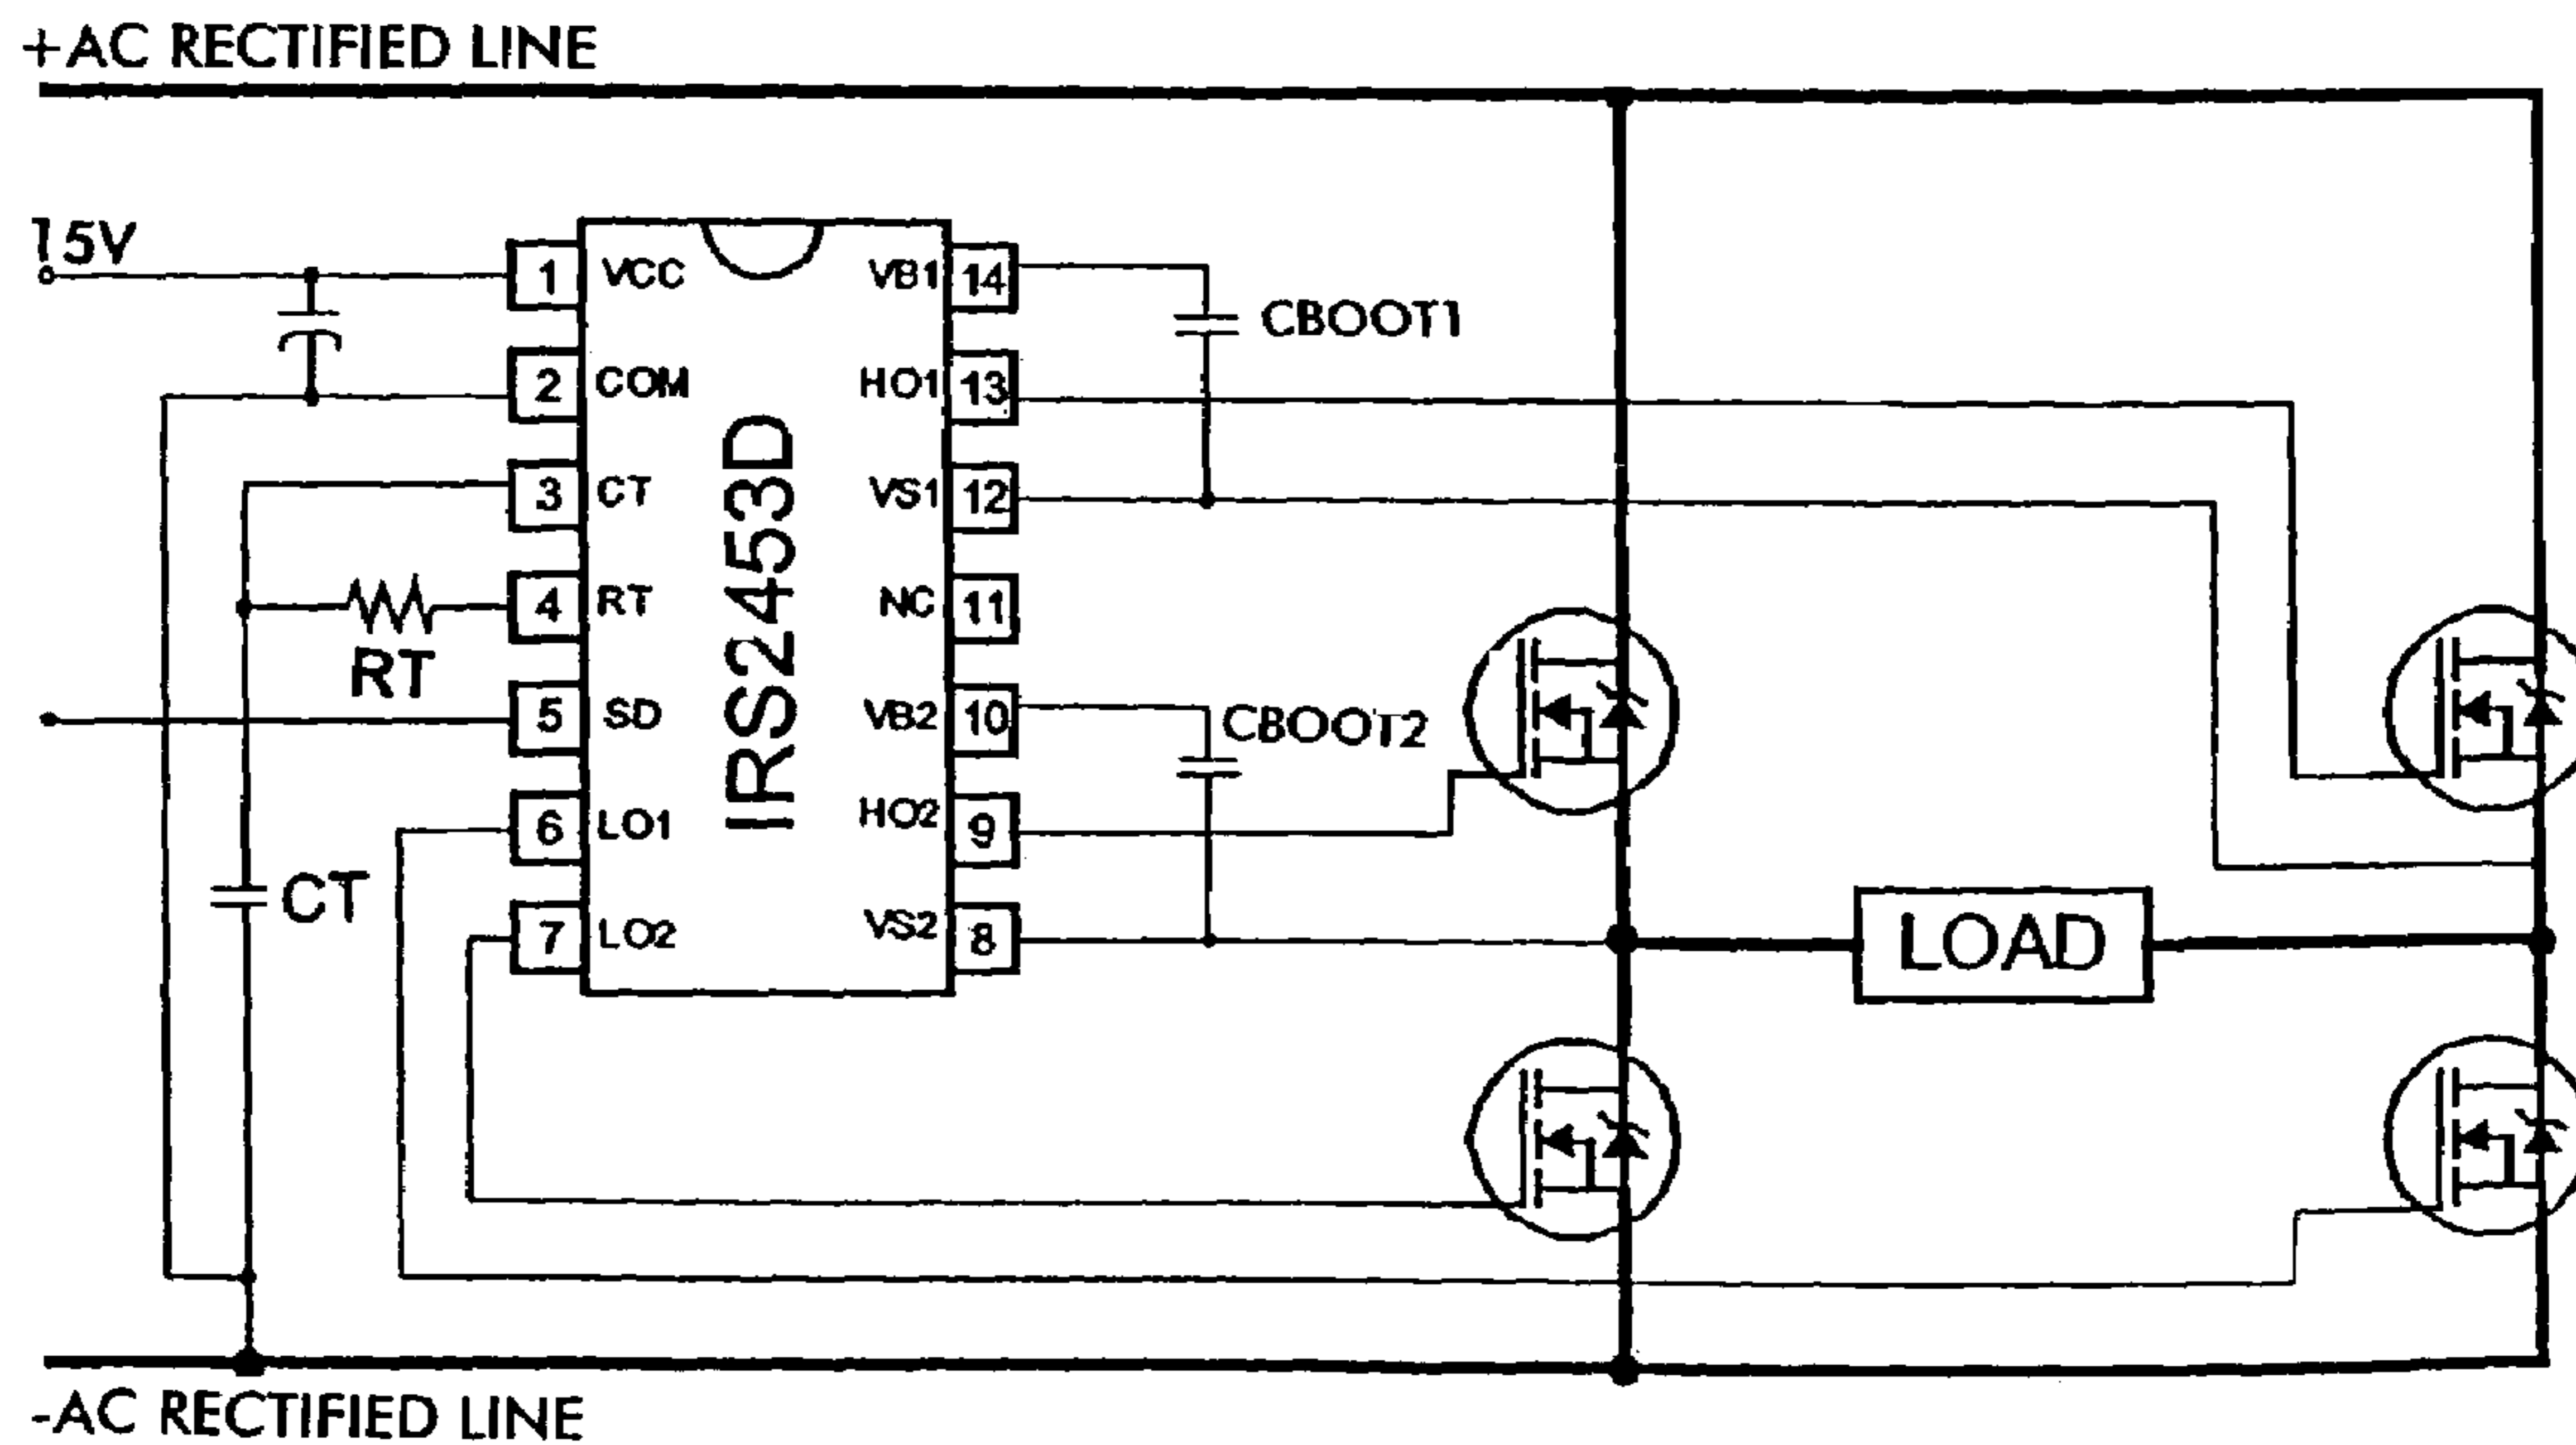 +AC RECTIFIED LINE
15V
1 VCC
2 COM
3 CT
4 RT
5 SD
6 LO1
7 LO2
RT
CT
IRS2453D
VB1 14
HO1 13
VS1 12
NC 11
VB2 10
HO2 9
VS2 8
CBOOT1
CBOOT2
LOAD
-AC RECTIFIED LINE